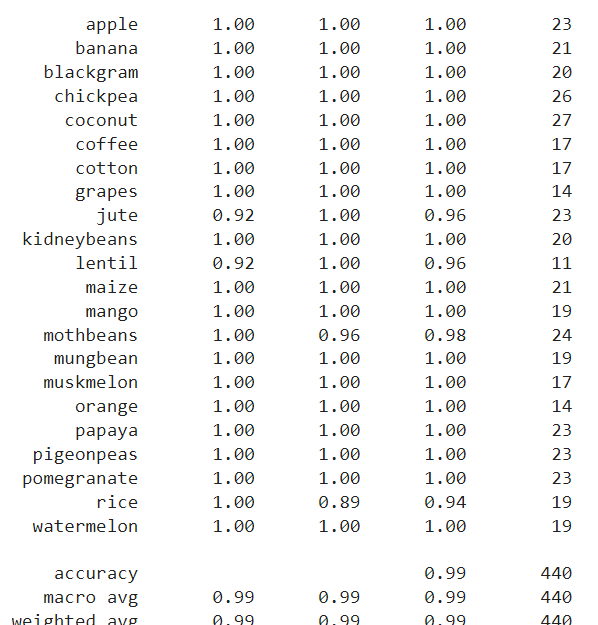 apple 1.00 1.00 1.00 23
banana 1.00 1.00 1.00 21
blackgram 1.00 1.00 1.00 20
chickpea 1.00 1.00 1.00 26
coconut 1.00 1.00 1.00 27
coffee 1.00 1.00 1.00 17
cotton 1.00 1.00 1.00 17
grapes 1.00 1.00 1.00 14
jute 0.92 1.00 0.96 23
kidneybeans 1.00 1.00 1.00 20
lentil 0.92 1.00 0.96 11
maize 1.00 1.00 1.00 21
mango 1.00 1.00 1.00 19
mothbeans 1.00 0.96 0.98 24
mungbean 1.00 1.00 1.00 19
muskmelon 1.00 1.00 1.00 17
orange 1.00 1.00 1.00 14
papaya 1.00 1.00 1.00 23
pigeonpeas 1.00 1.00 1.00 23
pomegranate 1.00 1.00 1.00 23
rice 1.00 0.89 0.94 19
watermelon 1.00 1.00 1.00 19
accuracy 0.99 440
macro avg 0.99 0.99 0.99 440
weighted avg 0.99 0.99 0.99 440